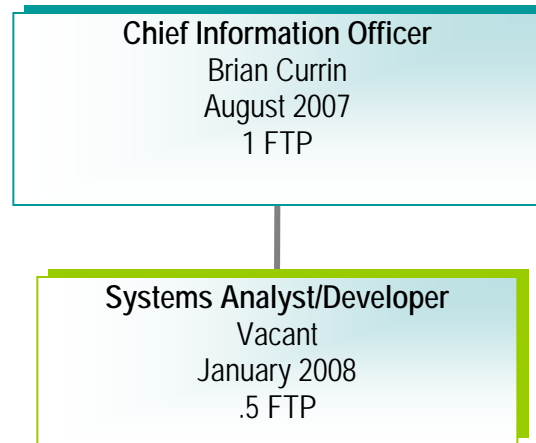 Chief Information Officer
Brian Currin
August 2007
1 FTP
Systems Analyst/Developer
Vacant
January 2008
.5 FTP